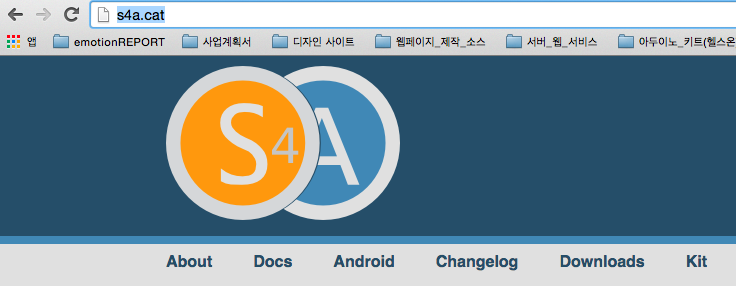 s4a.cat
앱 emotionREPORT 사업계획서 디자인 사이트 웹페이지_제작_소스 서버_웹_서비스 아두이노_키트(헬스온
S4A
About Docs Android Changelog Downloads Kit